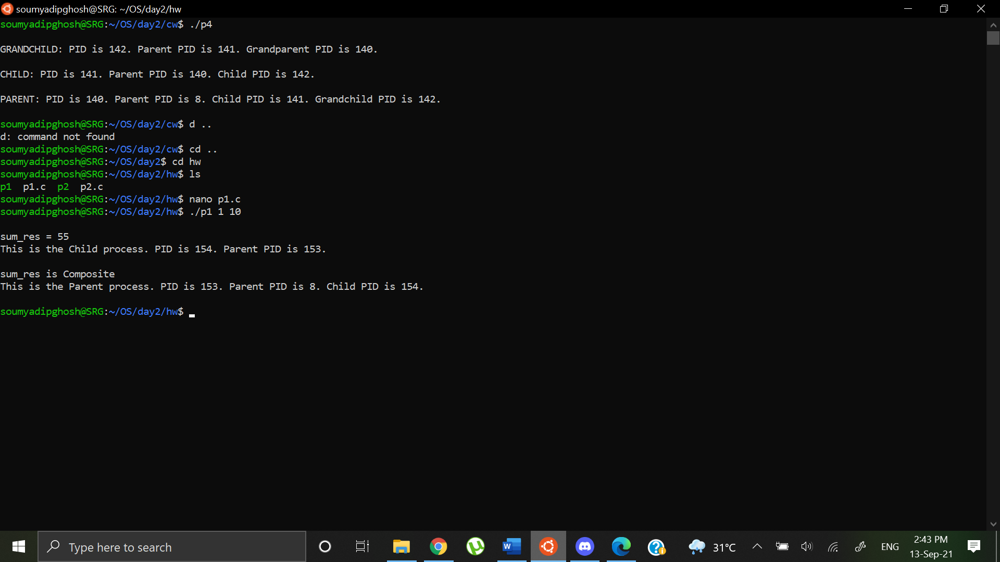 soumyadipghosh@SRG: ~/OS/day2/hw
soumyadipghosh@SRG:~/OS/day2/cw$ ./p4
GRANDCHILD: PID is 142. Parent PID is 141. Grandparent PID is 140.
CHILD: PID is 141. Parent PID is 140. Child PID is 142.
PARENT: PID is 140. Parent PID is 8. Child PID is 141. Grandchild PID is 142.
soumyadipghosh@SRG:~/OS/day2/cw$ d ..
d: command not found
soumyadipghosh@SRG:~/OS/day2/cw$ cd ..
soumyadipghosh@SRG:~/OS/day2$ cd hw
soumyadipghosh@SRG:~/OS/day2/hw$ ls
p1  p1.c  p2  p2.c
soumyadipghosh@SRG:~/OS/day2/hw$ nano p1.c
soumyadipghosh@SRG:~/OS/day2/hw$ ./p1 1 10
sum_res = 55
This is the Child process. PID is 154. Parent PID is 153.
sum_res is Composite
This is the Parent process. PID is 153. Parent PID is 8. Child PID is 154.
soumyadipghosh@SRG:~/OS/day2/hw$
Type here to search
W
31°C
ENG
2:43 PM
13-Sep-21